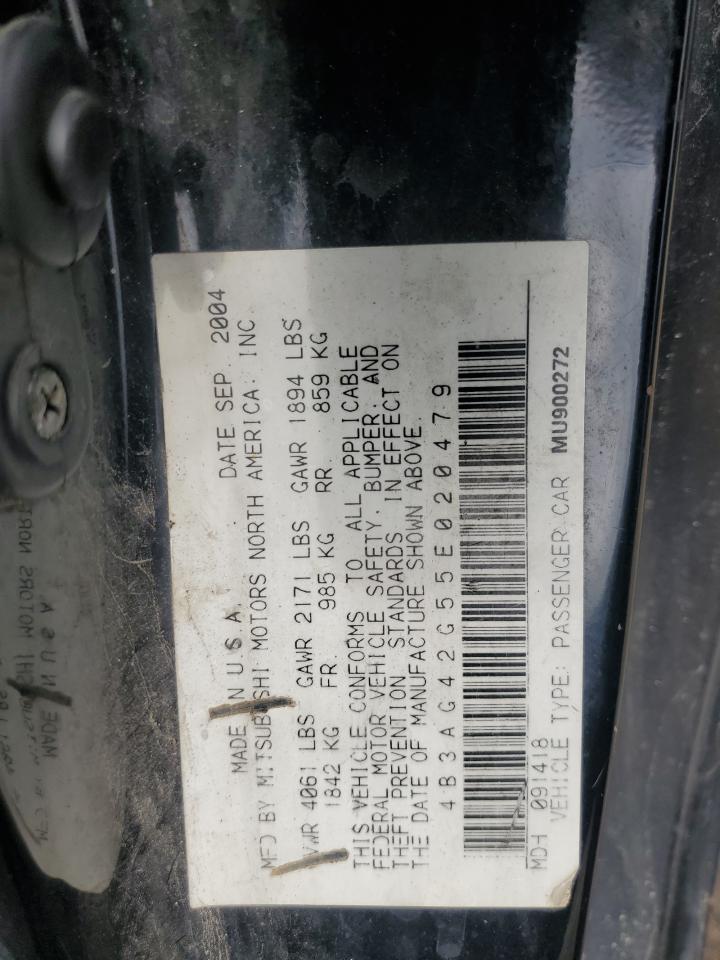 MADE IN U.S.A. DATE SEP. 2004
MFD BY MITSUBISHI MOTORS NORTH AMERICA. INC.
GVWR 4061 LBS GAWR 2171 LBS GAWR 1894 LBS
1842 KG FR. 985 KG RR. 859 KG
THIS VEHICLE CONFORMS TO ALL APPLICABLE
FEDERAL MOTOR VEHICLE SAFETY, BUMPER, AND
THEFT PREVENTION STANDARDS IN EFFECT ON
THE DATE OF MANUFACTURE SHOWN ABOVE.
4B3AG42G55E020479
MDH 091418
VEHICLE TYPE: PASSENGER CAR MU900272